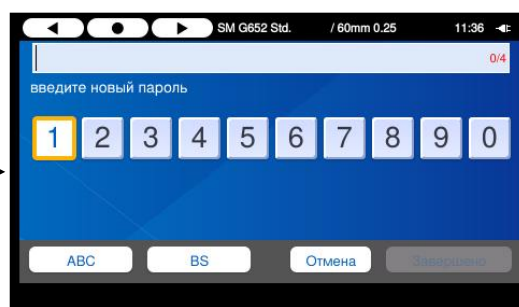 SM G652 Std. / 60mm 0.25 11:36
0/4
введите новый пароль
1 2 3 4 5 6 7 8 9 0
ABC BS Отмена Завершено